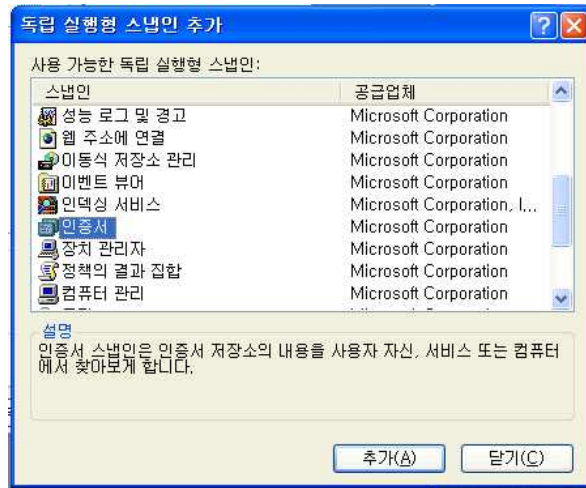 독립 실행형 스냅인 추가
사용 가능한 독립 실행형 스냅인:
스냅인 공급업체
성능 로그 및 경고 Microsoft Corporation
웹 주소에 연결 Microsoft Corporation
이동식 저장소 관리 Microsoft Corporation
이벤트 뷰어 Microsoft Corporation
인덱싱 서비스 Microsoft Corporation, I...
인증서 Microsoft Corporation
장치 관리자 Microsoft Corporation
정책의 결과 집합 Microsoft Corporation
컴퓨터 관리 Microsoft Corporation
설명
인증서 스냅인은 인증서 저장소의 내용을 사용자 자신, 서비스 또는 컴퓨터
에서 찾아보게 합니다.
추가(A) 닫기(C)